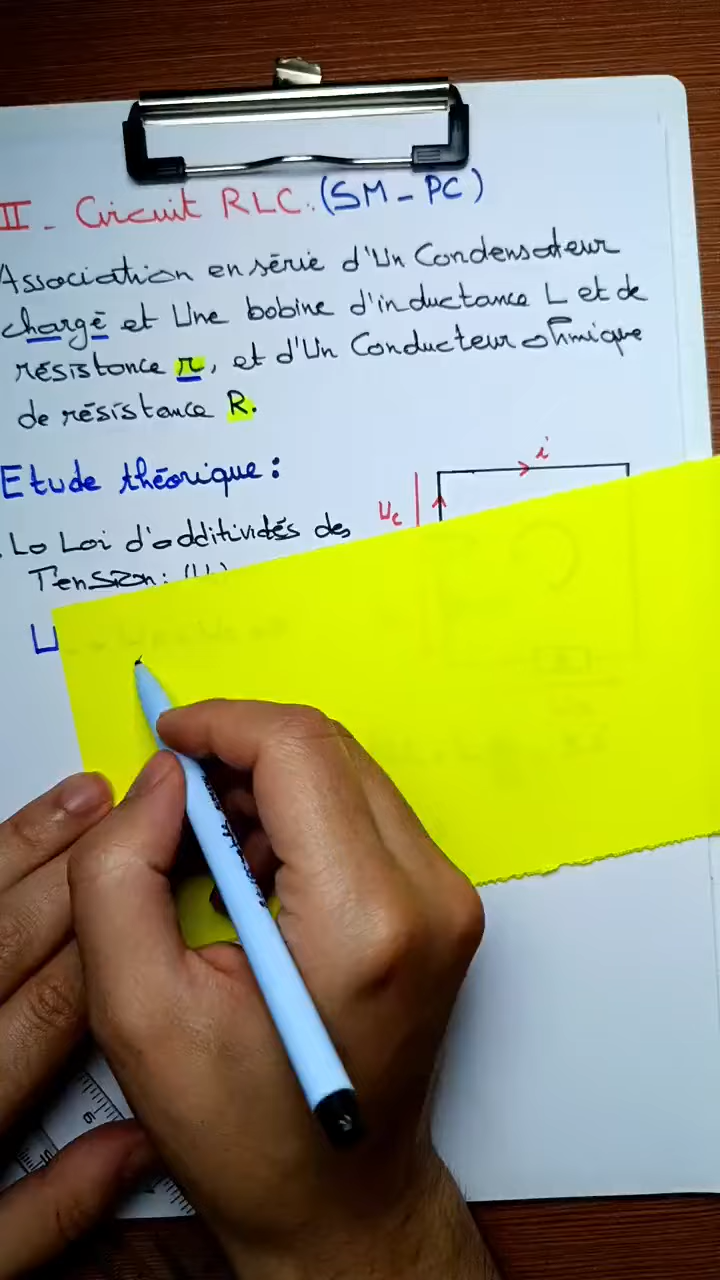 II - Circuit RLC. (SM - PC)
Association en série d'Un Condensateur
chargé et Une bobine d'inductance L et de
résistance r, et d'Un Conducteur ohmique
de résistance R.
Etude théorique :
i
Uc
. La Loi d'additivités des
Tension : (U
U